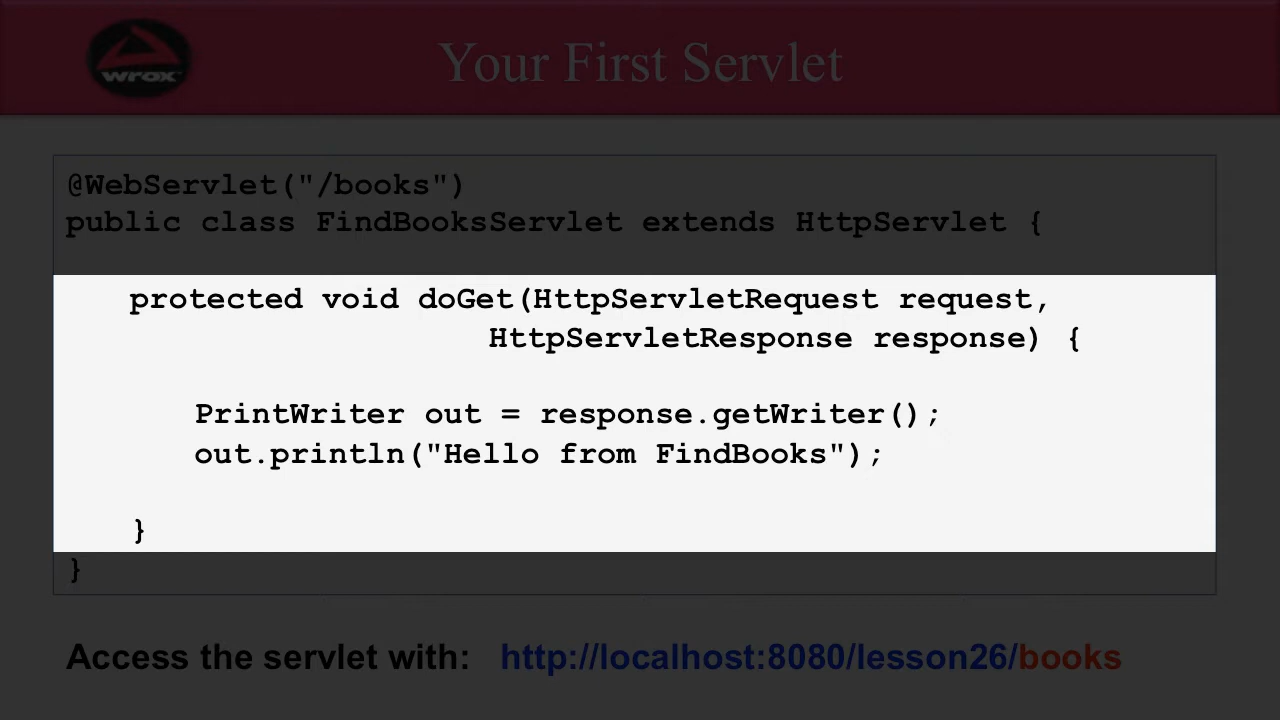 wrox
Your First Servlet
@WebServlet("/books")
public class FindBooksServlet extends HttpServlet {
protected void doGet(HttpServletRequest request,
HttpServletResponse response) {
PrintWriter out = response.getWriter();
out.println("Hello from FindBooks");
}
}
Access the servlet with: http://localhost:8080/lesson26/books